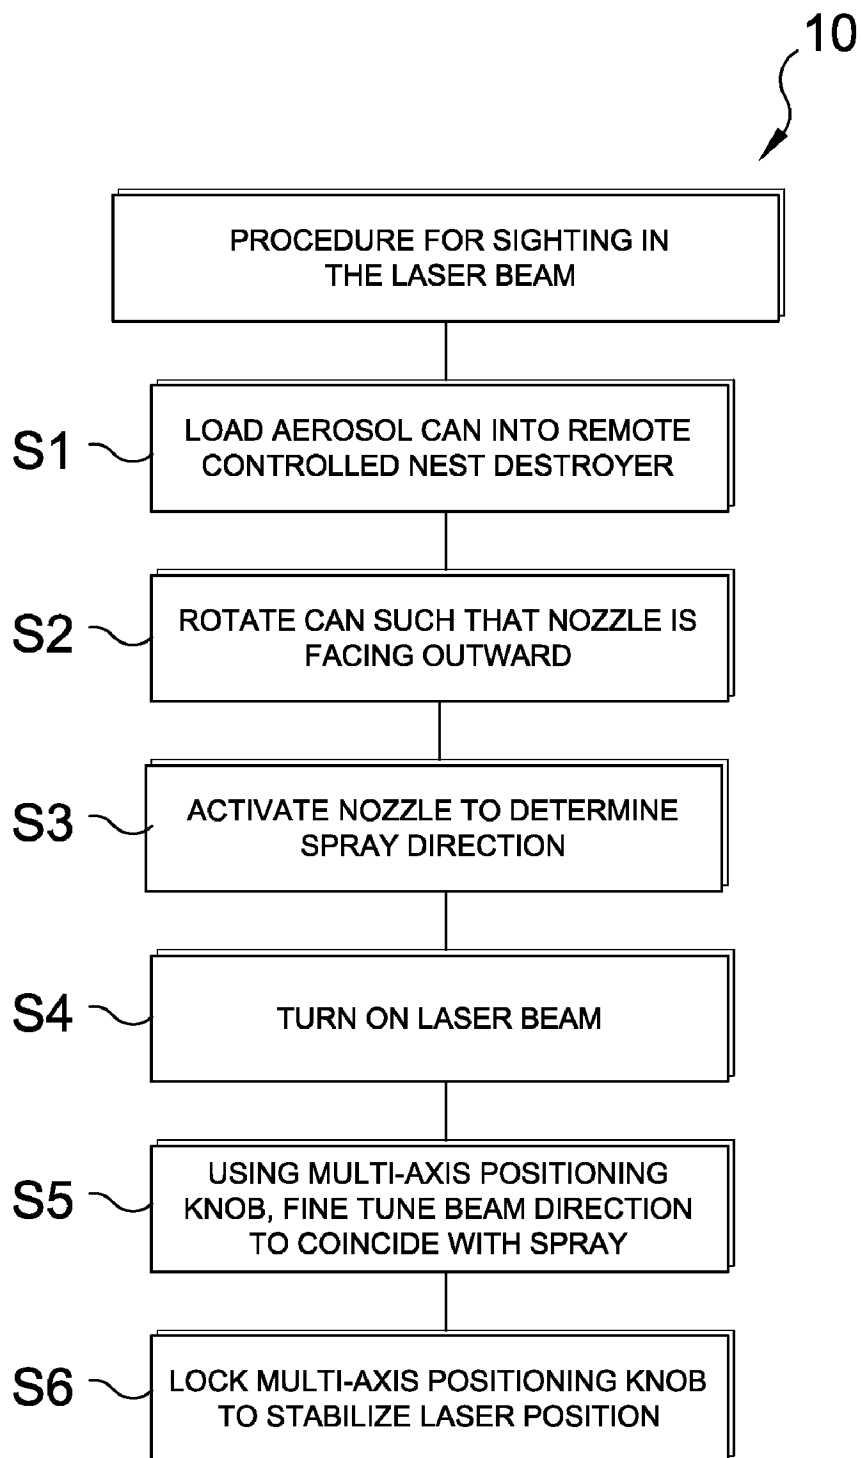 10
PROCEDURE FOR SIGHTING IN
THE LASER BEAM
S1
LOAD AEROSOL CAN INTO REMOTE
CONTROLLED NEST DESTROYER
S2
ROTATE CAN SUCH THAT NOZZLE IS
FACING OUTWARD
S3
ACTIVATE NOZZLE TO DETERMINE
SPRAY DIRECTION
S4
TURN ON LASER BEAM
S5
USING MULTI-AXIS POSITIONING
KNOB, FINE TUNE BEAM DIRECTION
TO COINCIDE WITH SPRAY
S6
LOCK MULTI-AXIS POSITIONING KNOB
TO STABILIZE LASER POSITION